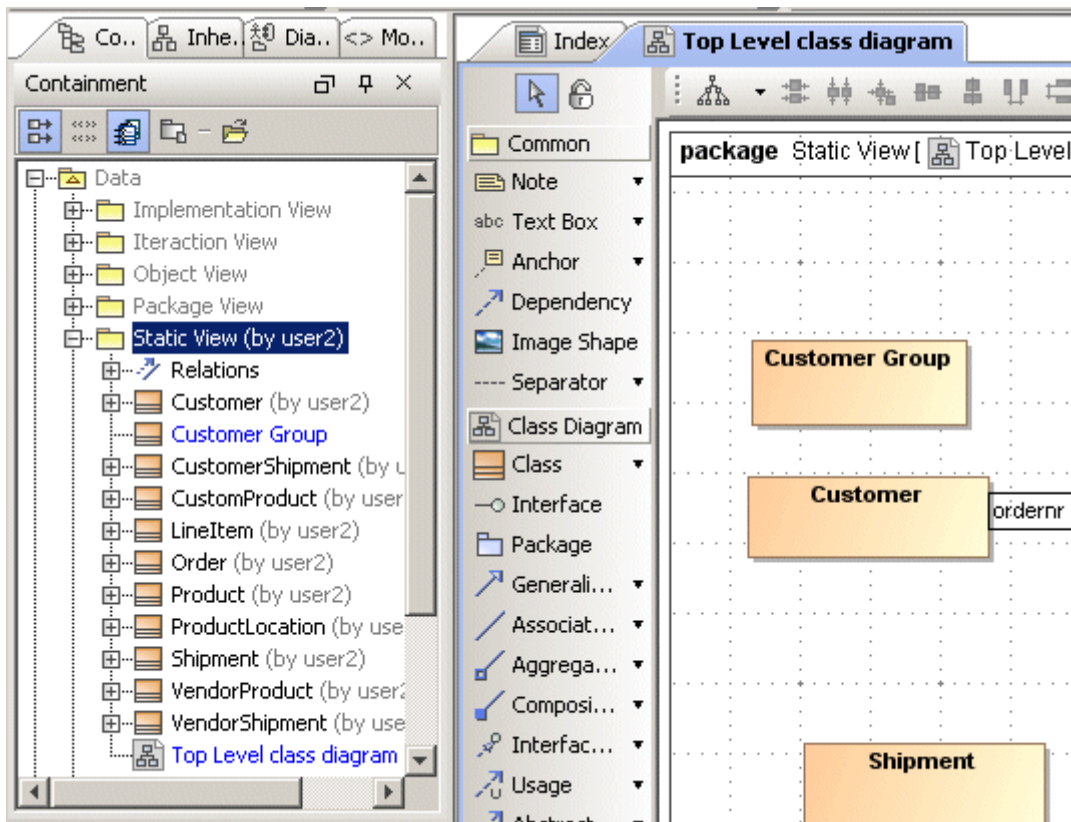 Co..
Inhe..
Dia..
<> Mo..
Containment
Data
Implementation View
Iteraction View
Object View
Package View
Static View (by user2)
Relations
Customer (by user2)
Customer Group
CustomerShipment (by u
CustomProduct (by user
LineItem (by user2)
Order (by user2)
Product (by user2)
ProductLocation (by use
Shipment (by user2)
VendorProduct (by user2
VendorShipment (by use
Top Level class diagram
Index
Top Level class diagram
Common
Note
abc Text Box
Anchor
Dependency
Image Shape
Separator
Class Diagram
Class
Interface
Package
Generali...
Associat...
Aggrega...
Composi...
Interfac...
Usage
package Static View [ Top Level
Customer Group
Customer
ordernr
Shipment